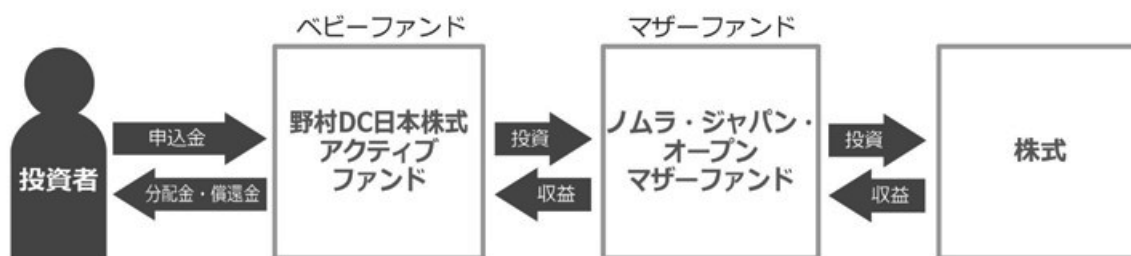 ベビーファンド
マザーファンド
投資者
申込金
分配金・償還金
野村DC日本株式
アクティブ
ファンド
投資
収益
ノムラ・ジャパン・
オープン
マザーファンド
投資
収益
株式